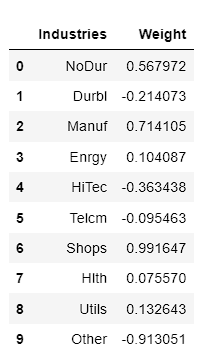 Industries Weight
0 NoDur 0.567972
1 Durbl -0.214073
2 Manuf 0.714105
3 Enrgy 0.104087
4 HiTec -0.363438
5 Telcm -0.095463
6 Shops 0.991647
7 Hlth 0.075570
8 Utils 0.132643
9 Other -0.913051